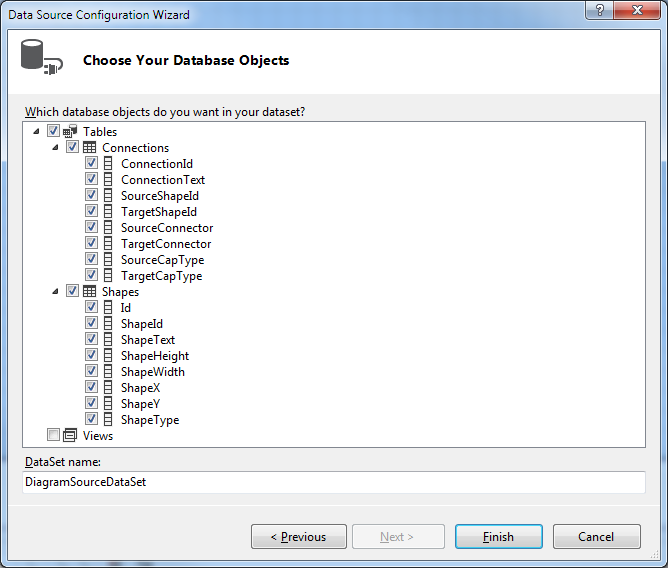 Data Source Configuration Wizard
?
Choose Your Database Objects
Which database objects do you want in your dataset?
Tables
Connections
ConnectionId
ConnectionText
SourceShapeId
TargetShapeId
SourceConnector
TargetConnector
SourceCapType
TargetCapType
Shapes
Id
ShapeId
ShapeText
ShapeHeight
ShapeWidth
ShapeX
ShapeY
ShapeType
Views
DataSet name:
DiagramSourceDataSet
< Previous
Next >
Finish
Cancel